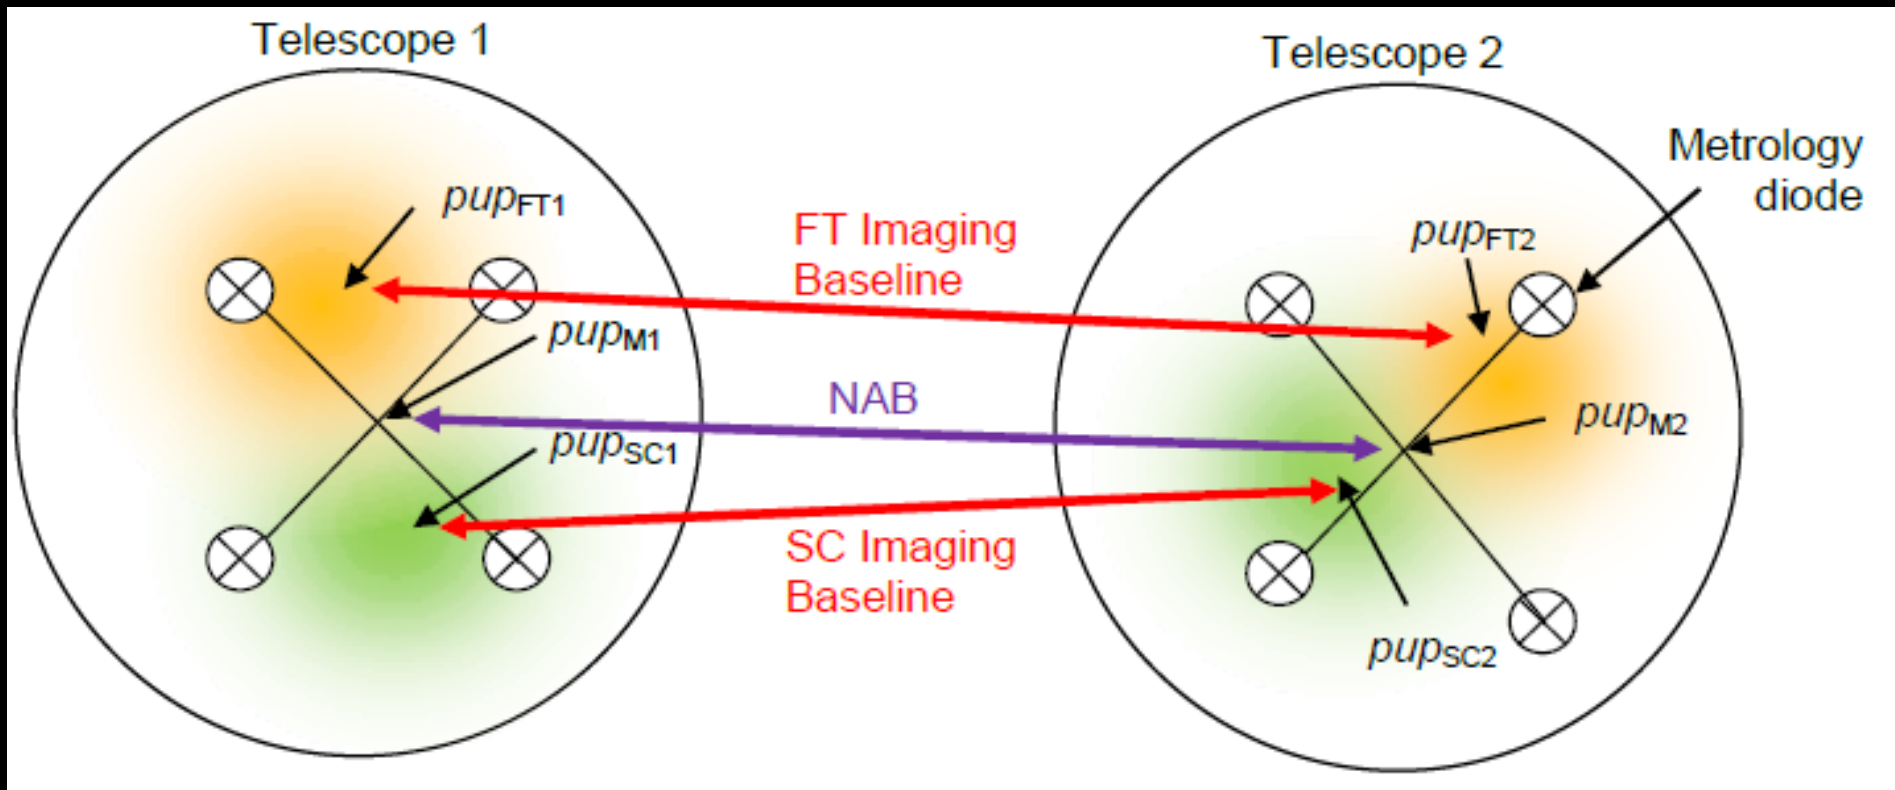 Telescope 1
Telescope 2
Metrology
diode
pupFT1
FT Imaging
Baseline
pupFT2
pupM1
NAB
pupM2
pupSC1
SC Imaging
Baseline
pupSC2